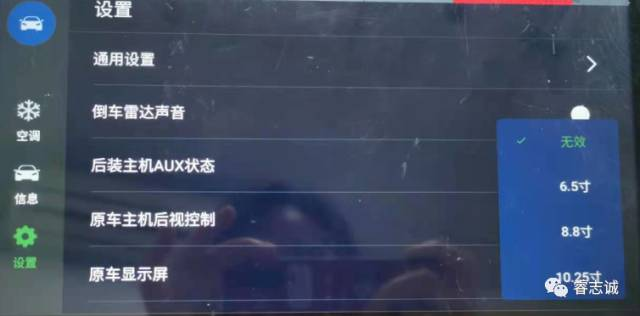 设置
通用设置
倒车雷达声音
后装主机AUX状态
原车主机后视控制
原车显示屏
空调
信息
设置
无效
6.5寸
8.8寸
10.25寸
睿志诚